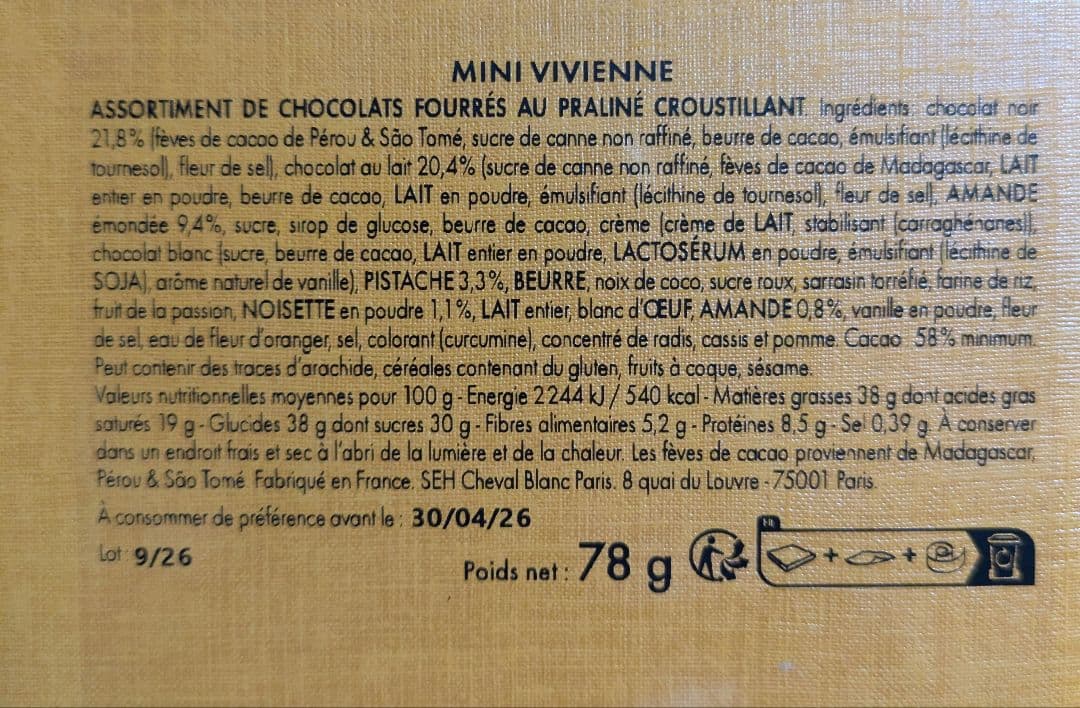 MINI VIVIENNE
ASSORTIMENT DE CHOCOLATS FOURRÉS AU PRALINÉ CROUSTILLANT. Ingrédients : chocolat noir
21,8% (fèves de cacao de Pérou & São Tomé, sucre de canne non raffiné, beurre de cacao, émulsifiant (lécithine de
tournesol), fleur de sel), chocolat au lait 20,4% (sucre de canne non raffiné, fèves de cacao de Madagascar, LAIT
entier en poudre, beurre de cacao, LAIT en poudre, émulsifiant (lécithine de tournesol), fleur de sel), AMANDE
émondée 9,4%, sucre, sirop de glucose, beurre de cacao, crème (crème de LAIT, stabilisant (carraghénanes)),
chocolat blanc (sucre, beurre de cacao, LAIT entier en poudre, LACTOSÉRUM en poudre, émulsifiant (lécithine de
SOJA), arôme naturel de vanille), PISTACHE 3,3%, BEURRE, noix de coco, sucre roux, sarrasin torréfié, farine de riz,
fruit de la passion, NOISETTE en poudre 1,1%, LAIT entier, blanc d'ŒUF, AMANDE 0,8%, vanille en poudre, fleur
de sel, eau de fleur d'oranger, sel, colorant (curcumine), concentré de radis, cassis et pomme. Cacao 58% minimum.
Peut contenir des traces d'arachide, céréales contenant du gluten, fruits à coque, sésame.
Valeurs nutritionnelles moyennes pour 100 g - Energie 2244 kJ / 540 kcal - Matières grasses 38 g dont acides gras
saturés 19 g - Glucides 38 g dont sucres 30 g - Fibres alimentaires 5,2 g - Protéines 8,5 g - Sel 0,39 g. À conserver
dans un endroit frais et sec à l'abri de la lumière et de la chaleur. Les fèves de cacao proviennent de Madagascar,
Pérou & São Tomé. Fabriqué en France. SEH Cheval Blanc Paris. 8 quai du Louvre - 75001 Paris.
À consommer de préférence avant le : 30/04/26
Lot : 9/26
Poids net : 78 g
FR
+ +